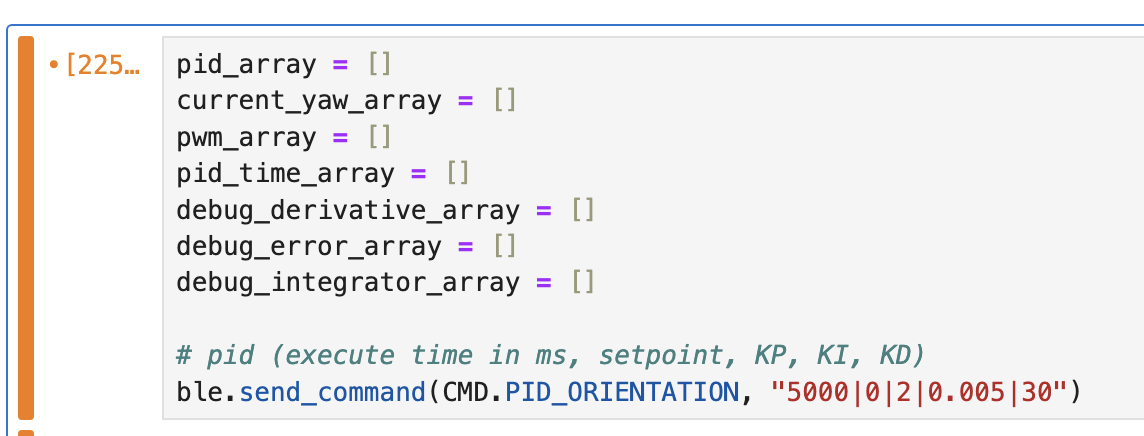 [225…
pid_array = []
current_yaw_array = []
pwm_array = []
pid_time_array = []
debug_derivative_array = []
debug_error_array = []
debug_integrator_array = []
# pid (execute time in ms, setpoint, KP, KI, KD)
ble.send_command(CMD.PID_ORIENTATION, "5000|0|2|0.005|30")